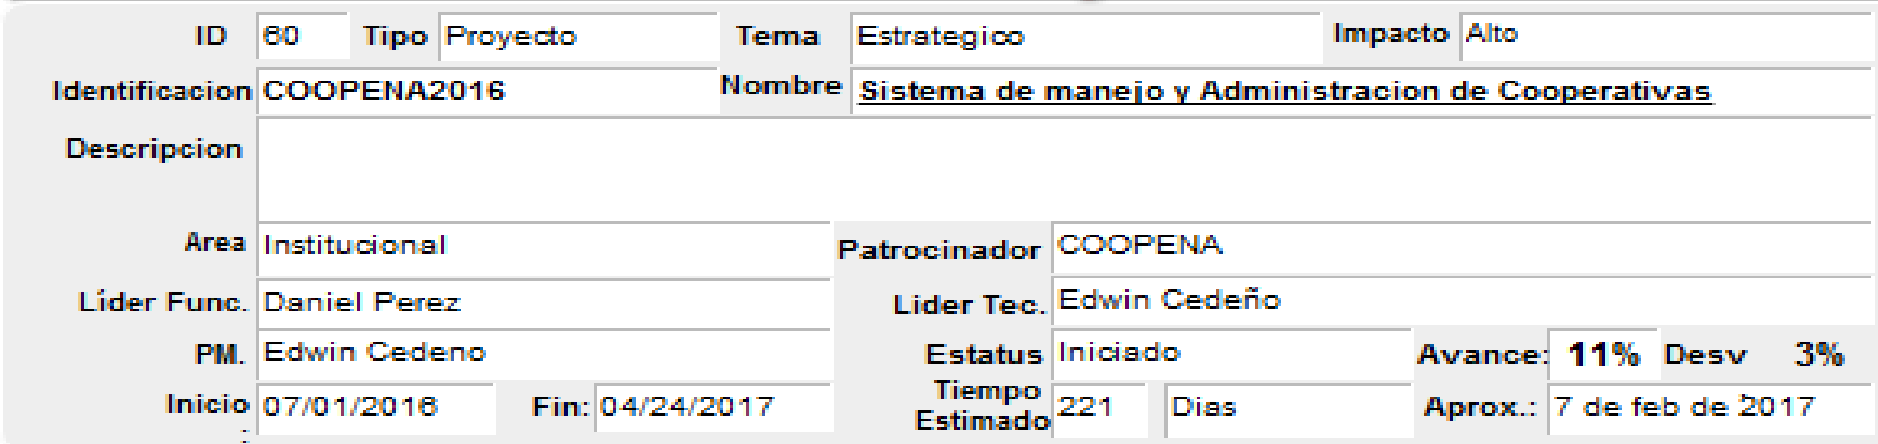 ID 60 Tipo Proyecto Tema Estrategico Impacto Alto
Identificacion COOPENA2016 Nombre Sistema de manejo y Administracion de Cooperativas
Descripcion
Area Institucional Patrocinador COOPENA
Líder Func. Daniel Perez Lider Tec. Edwin Cedeño
PM. Edwin Cedeno Estatus Iniciado Avance: 11% Desv 3%
Inicio : 07/01/2016 Fin: 04/24/2017 Tiempo Estimado 221 Dias Aprox.: 7 de feb de 2017